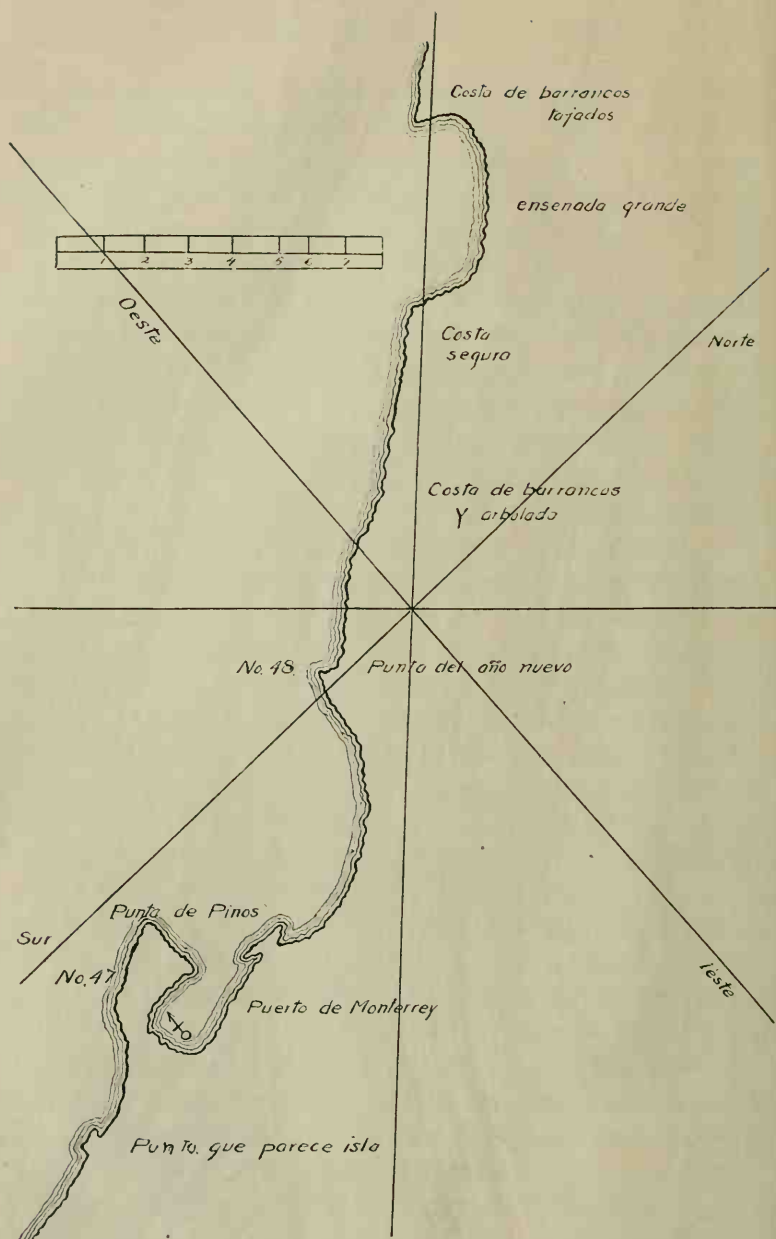 Costa de barrancos
tajados
ensenada grande
1 2 3 4 5 6 7
Oeste
Costa
segura
Norte
Costa de barrancas
Y arbolado
No. 48.
Punta del año nuevo
Punta de Pinos
Sur
No. 47
Puerto de Monterrey
leste
Punta. que parece isla